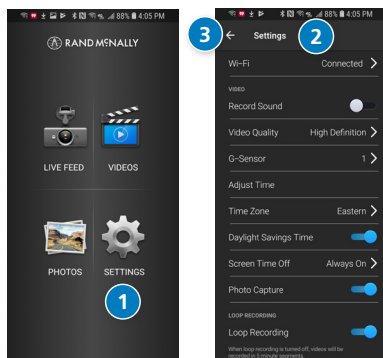 88% 4:05 PM
RAND MCNALLY
LIVE FEED
VIDEOS
PHOTOS
SETTINGS
1
88% 4:05 PM
3
Settings
2
Wi-Fi Connected
VIDEO
Record Sound
Video Quality High Definition
G-Sensor 1
Adjust Time
Time Zone Eastern
Daylight Savings Time
Screen Time Off Always On
Photo Capture
LOOP RECORDING
Loop Recording
When loop recording is turned off, videos will be
recorded in 3 minute segments.